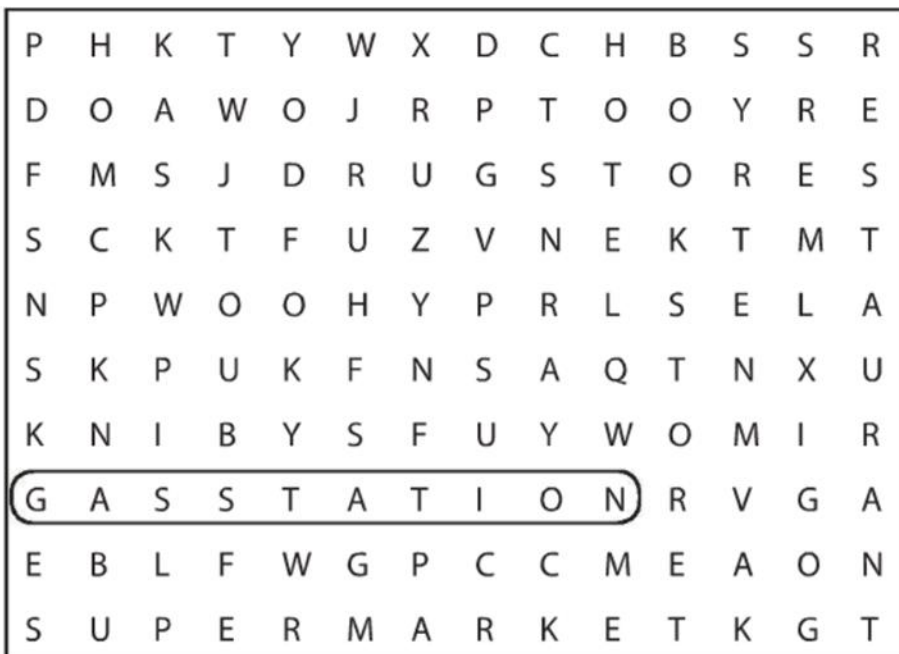 P H K T Y W X D C H B S S R
D O A W O J R P T O O Y R E
F M S J D R U G S T O R E S
S C K T F U Z V N E K T M T
N P W O O H Y P R L S E L A
S K P U K F N S A Q T N X U
K N I B Y S F U Y W O M I R
G A S S T A T I O N R V G A
E B L F W G P C C M E A O N
S U P E R M A R K E T K G T